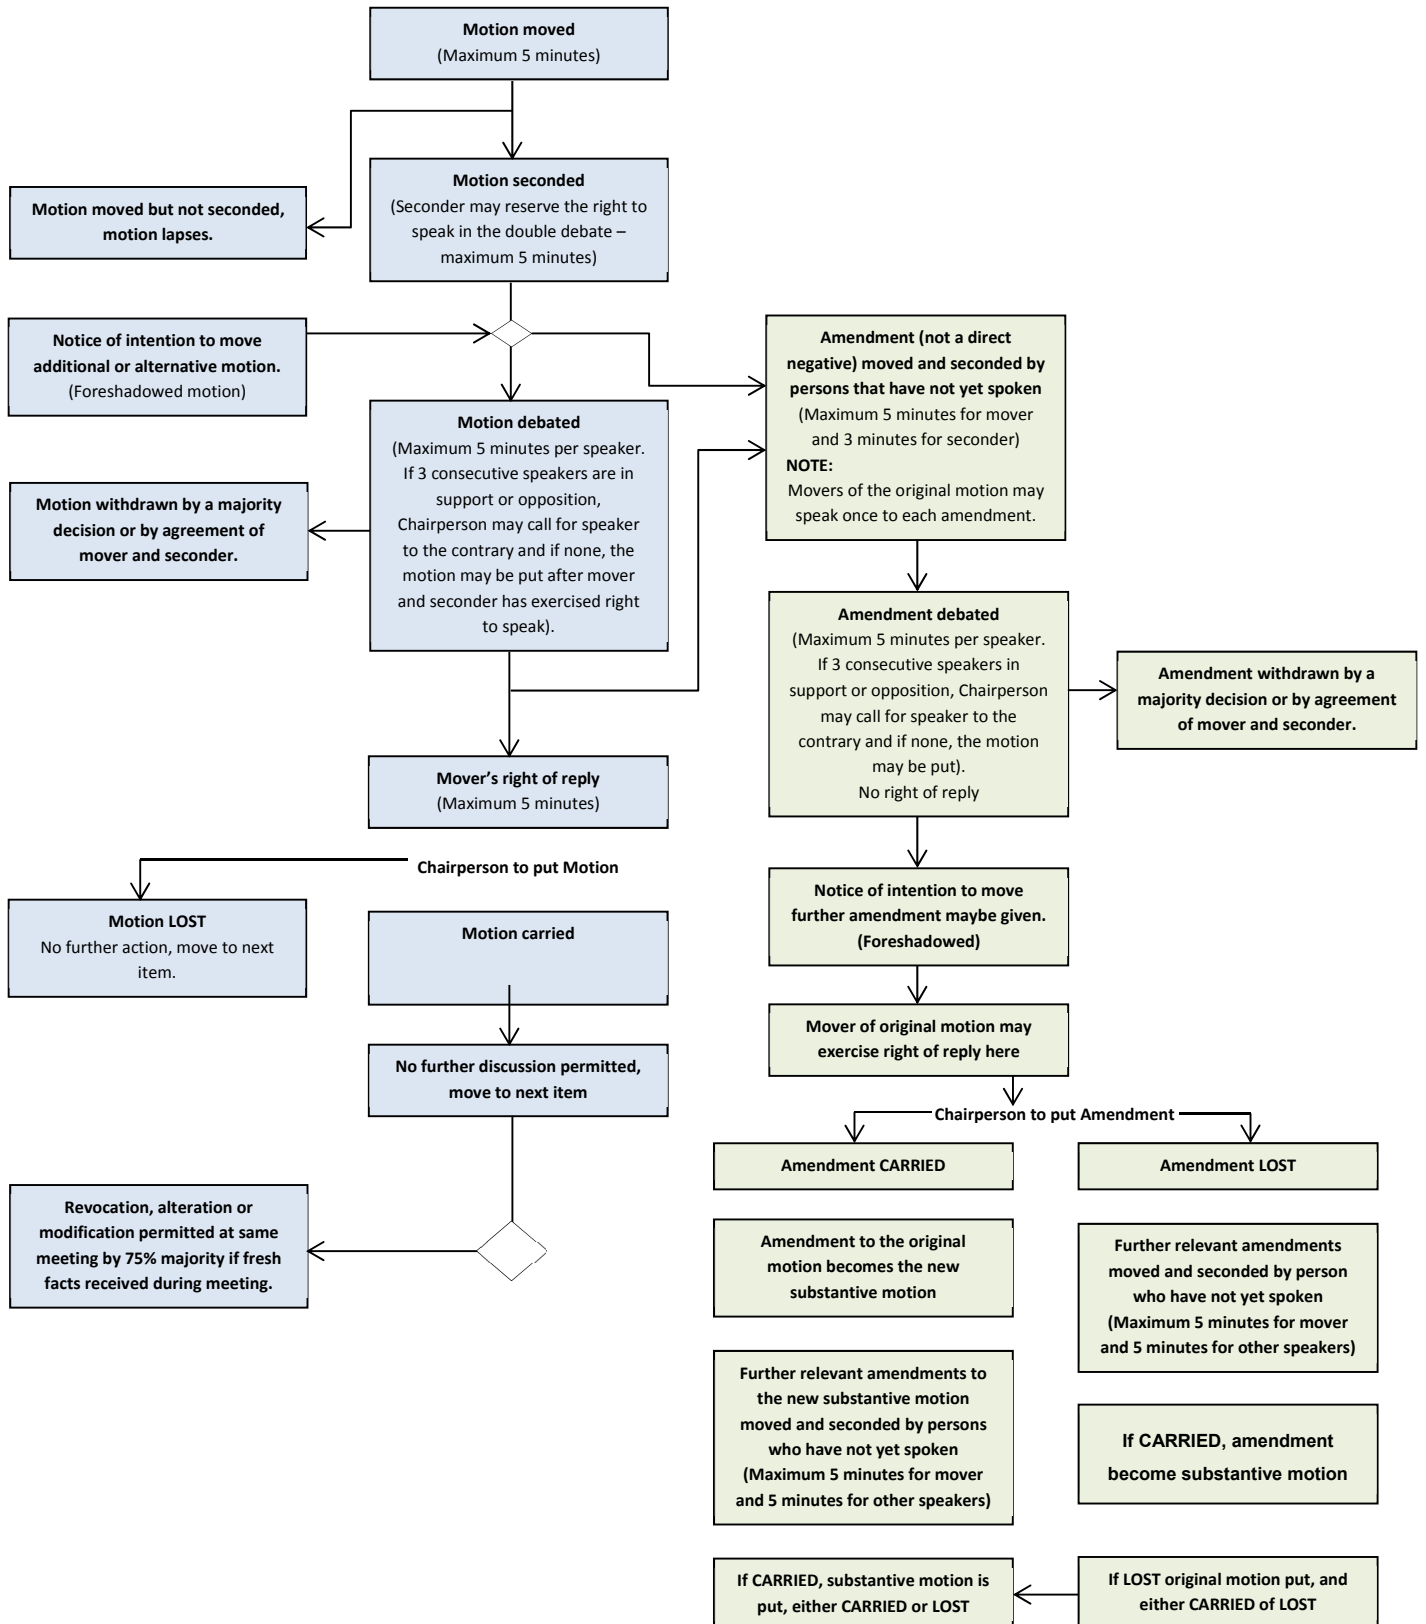 Motion moved
(Maximum 5 minutes)
Motion seconded
(Seconder may reserve the right to
speak in the double debate –
maximum 5 minutes)
Motion moved but not seconded,
motion lapses.
Notice of intention to move
additional or alternative motion.
(Foreshadowed motion)
Motion debated
(Maximum 5 minutes per speaker.
If 3 consecutive speakers are in
support or opposition,
Chairperson may call for speaker
to the contrary and if none, the
motion may be put after mover
and seconder has exercised right
to speak).
Motion withdrawn by a majority
decision or by agreement of
mover and seconder.
Mover’s right of reply
(Maximum 5 minutes)
Chairperson to put Motion
Motion LOST
No further action, move to next
item.
Motion carried
No further discussion permitted,
move to next item
Revocation, alteration or
modification permitted at same
meeting by 75% majority if fresh
facts received during meeting.
Amendment (not a direct
negative) moved and seconded by
persons that have not yet spoken
(Maximum 5 minutes for mover
and 3 minutes for seconder)
NOTE:
Movers of the original motion may
speak once to each amendment.
Amendment debated
(Maximum 5 minutes per speaker.
If 3 consecutive speakers in
support or opposition, Chairperson
may call for speaker to the
contrary and if none, the motion
may be put).
No right of reply
Amendment withdrawn by a
majority decision or by agreement
of mover and seconder.
Notice of intention to move
further amendment maybe given.
(Foreshadowed)
Mover of original motion may
exercise right of reply here
Chairperson to put Amendment
Amendment CARRIED
Amendment to the original
motion becomes the new
substantive motion
Further relevant amendments to
the new substantive motion
moved and seconded by persons
who have not yet spoken
(Maximum 5 minutes for mover
and 5 minutes for other speakers)
If CARRIED, substantive motion is
put, either CARRIED or LOST
Amendment LOST
Further relevant amendments
moved and seconded by person
who have not yet spoken
(Maximum 5 minutes for mover
and 5 minutes for other speakers)
If CARRIED, amendment
become substantive motion
If LOST original motion put, and
either CARRIED of LOST